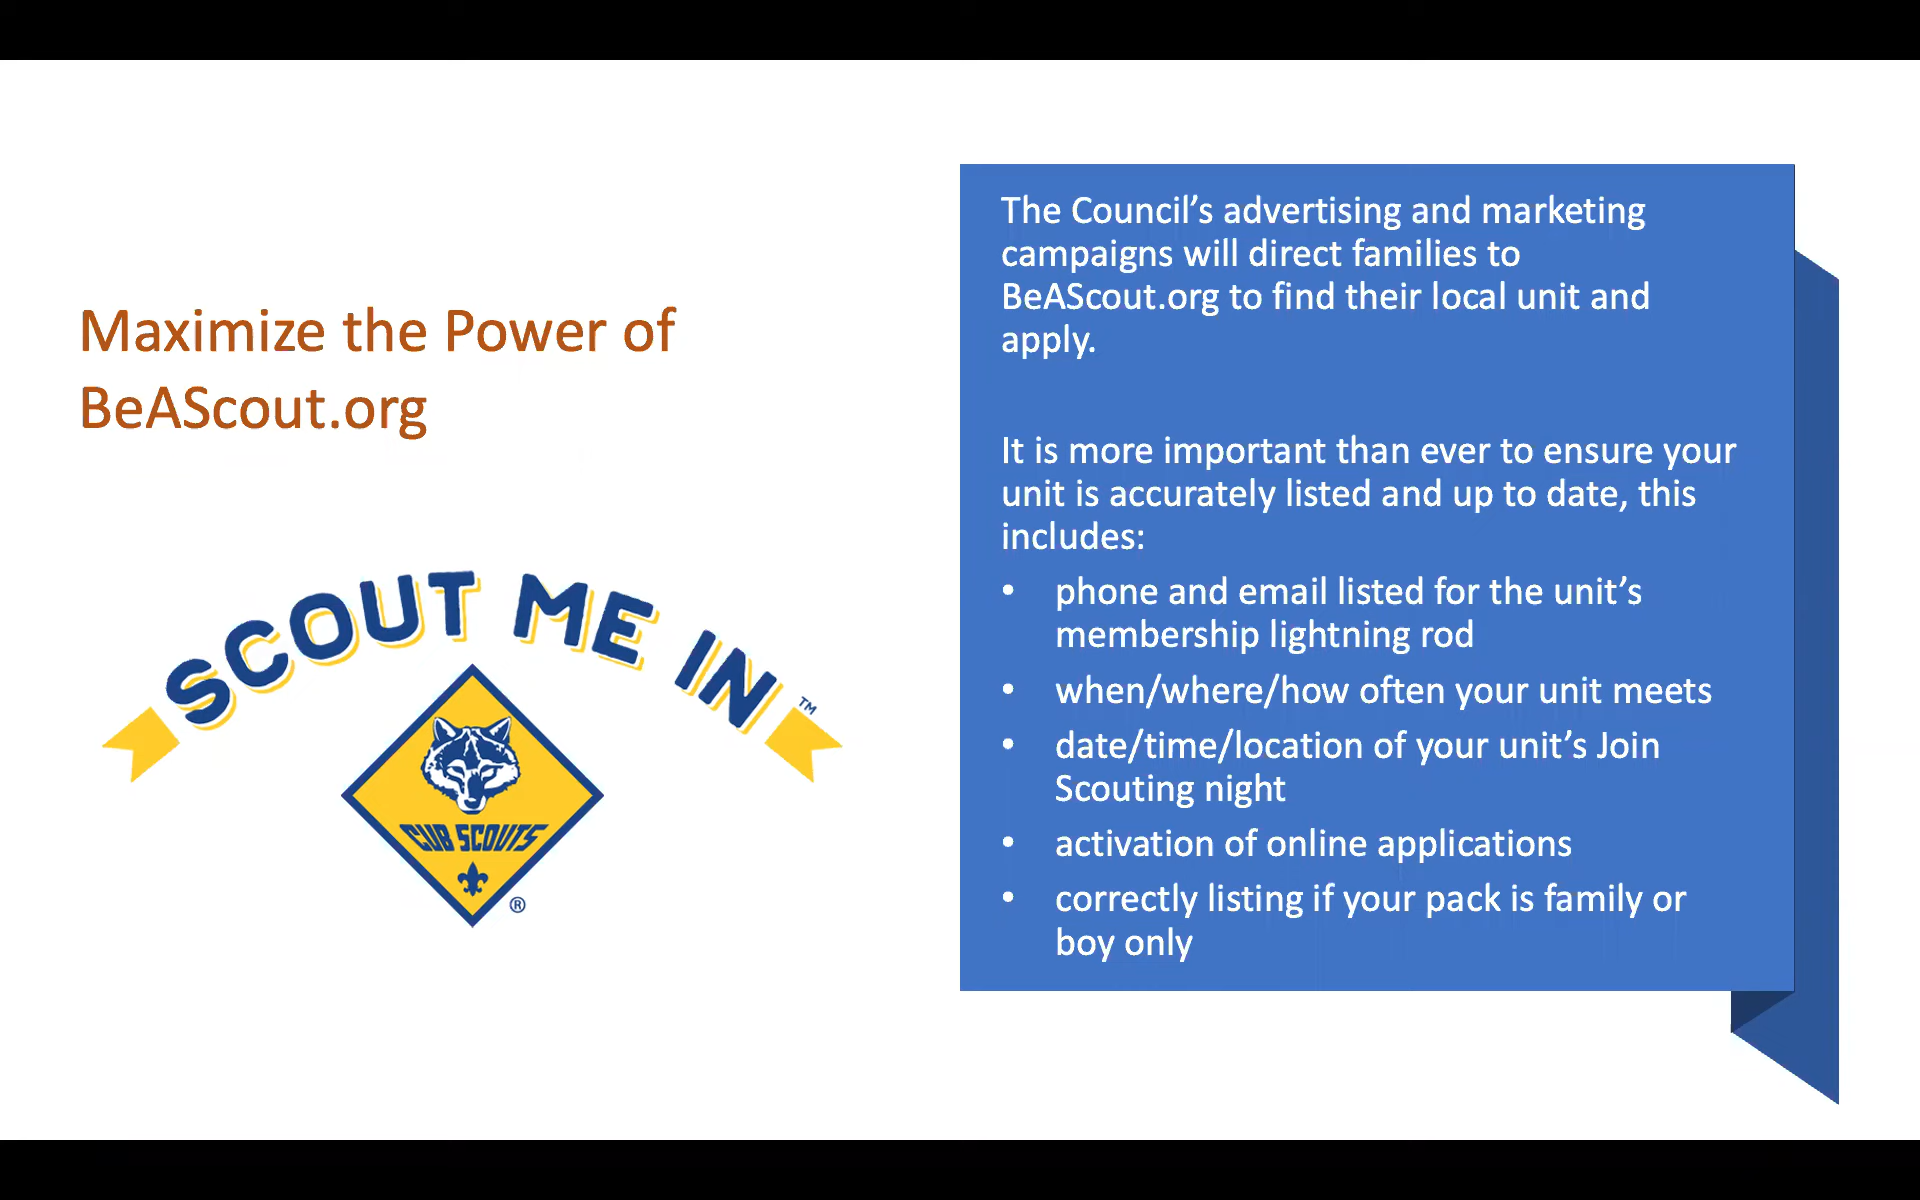 Maximize the Power of
BeAScout.org
SCOUT ME IN™
CUB SCOUTS
®
The Council’s advertising and marketing
campaigns will direct families to
BeAScout.org to find their local unit and
apply.
It is more important than ever to ensure your
unit is accurately listed and up to date, this
includes:
• phone and email listed for the unit’s
membership lightning rod
• when/where/how often your unit meets
• date/time/location of your unit’s Join
Scouting night
• activation of online applications
• correctly listing if your pack is family or
boy only